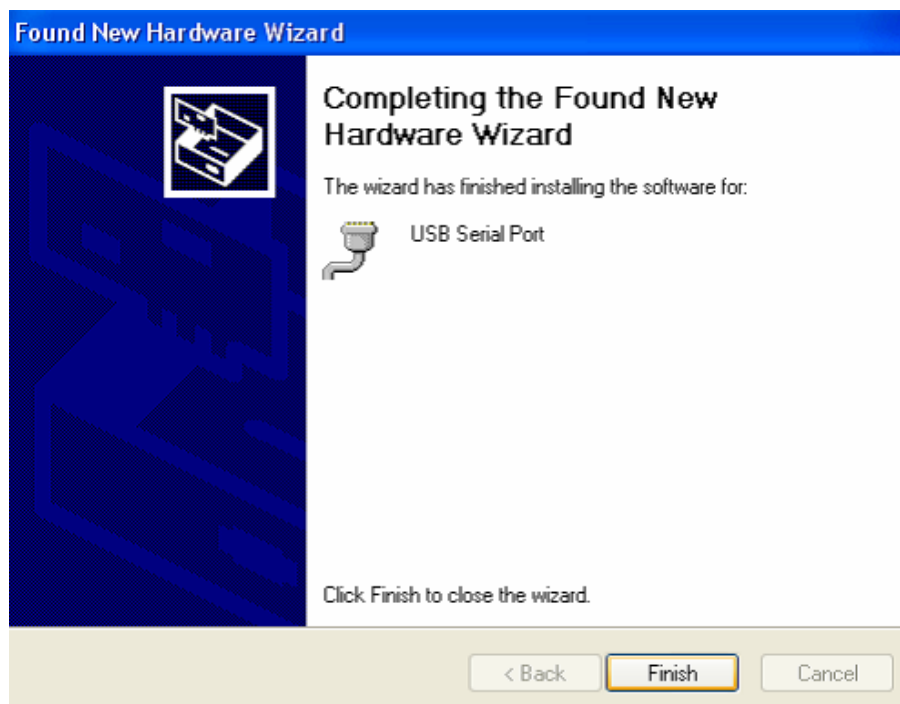 Found New Hardware Wizard
Completing the Found New
Hardware Wizard
The wizard has finished installing the software for:
USB Serial Port
Click Finish to close the wizard.
< Back
Finish
Cancel